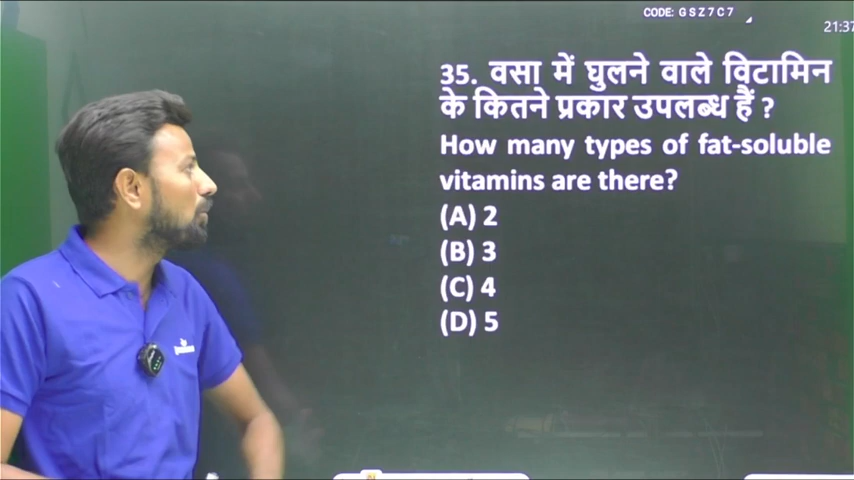 CODE: GSZ7C7
21:37
35. वसा में घुलने वाले विटामिन
के कितने प्रकार उपलब्ध हैं ?
How many types of fat-soluble
vitamins are there?
(A) 2
(B) 3
(C) 4
(D) 5